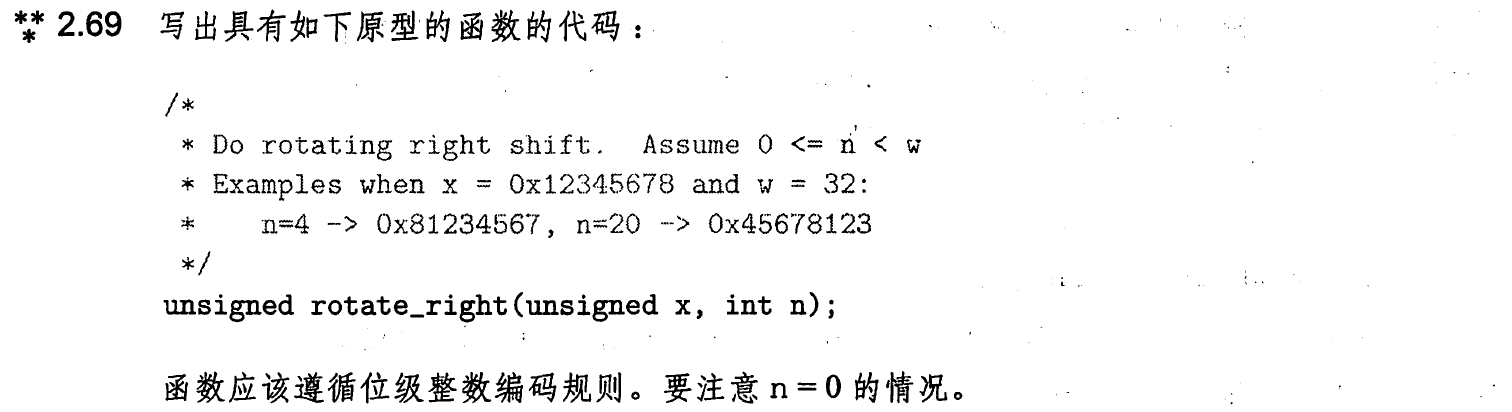 *** 2.69 写出具有如下原型的函数的代码：
/*
 * Do rotating right shift.  Assume 0 <= n < w
 * Examples when x = 0x12345678 and w = 32:
 *    n=4 -> 0x81234567, n=20 -> 0x45678123
 */
unsigned rotate_right(unsigned x, int n);
函数应该遵循位级整数编码规则。要注意 n = 0 的情况。